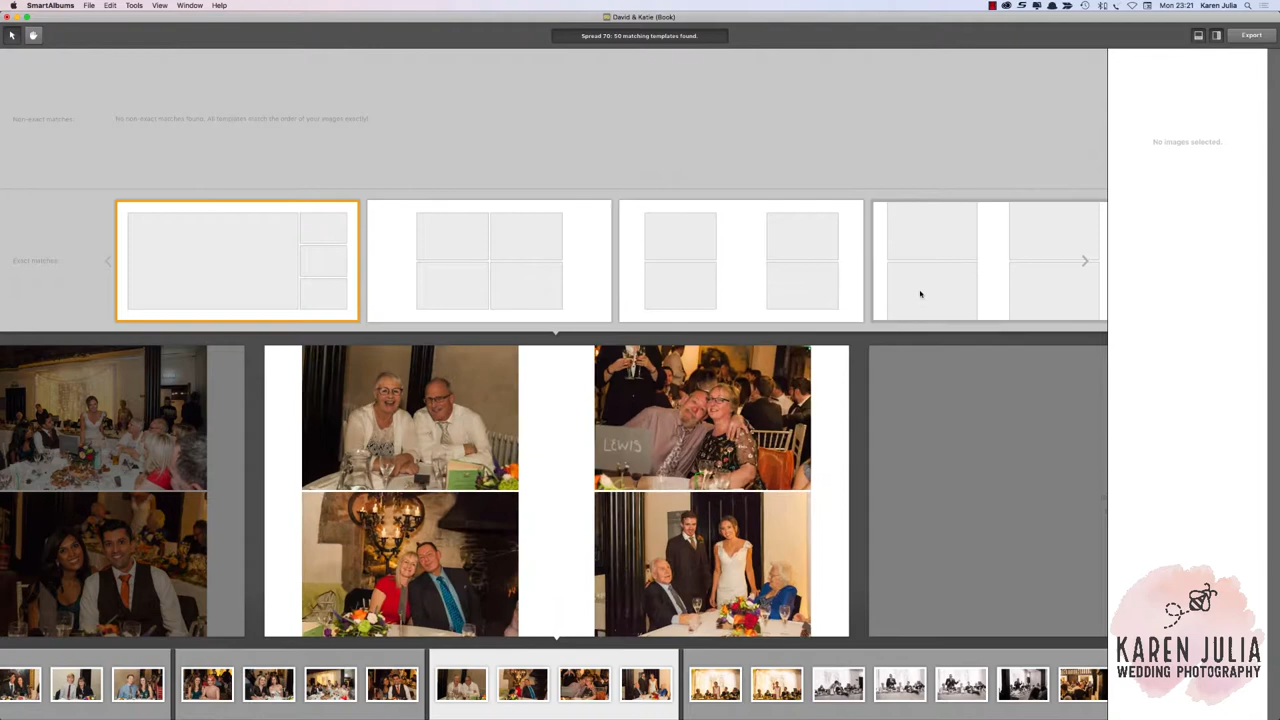 SmartAlbums File Edit Tools View Window Help
Mon 23:21 Karen Julia
David & Katie (Book)
Spread 70: 50 matching templates found.
Export
Non-exact matches:
No non-exact matches found. All templates match the order of your images exactly!
No images selected.
Exact matches:
LEWIS
KAREN JULIA
WEDDING PHOTOGRAPHY